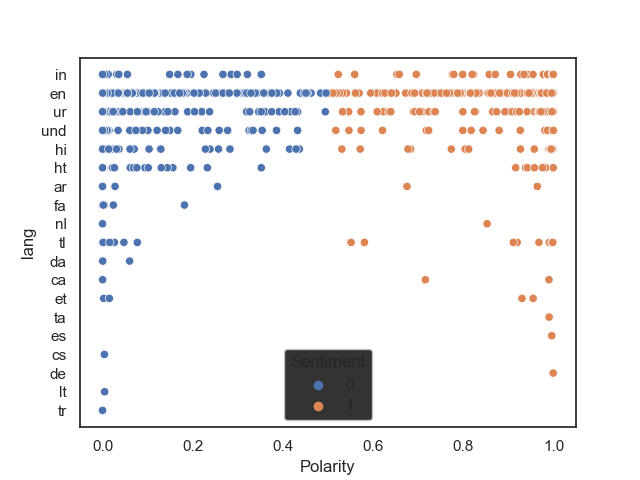 in
en
ur
und
hi
ht
ar
fa
nl
tl
da
ca
et
ta
es
cs
de
lt
tr
lang
Sentiment
0
1
0.0 0.2 0.4 0.6 0.8 1.0
Polarity